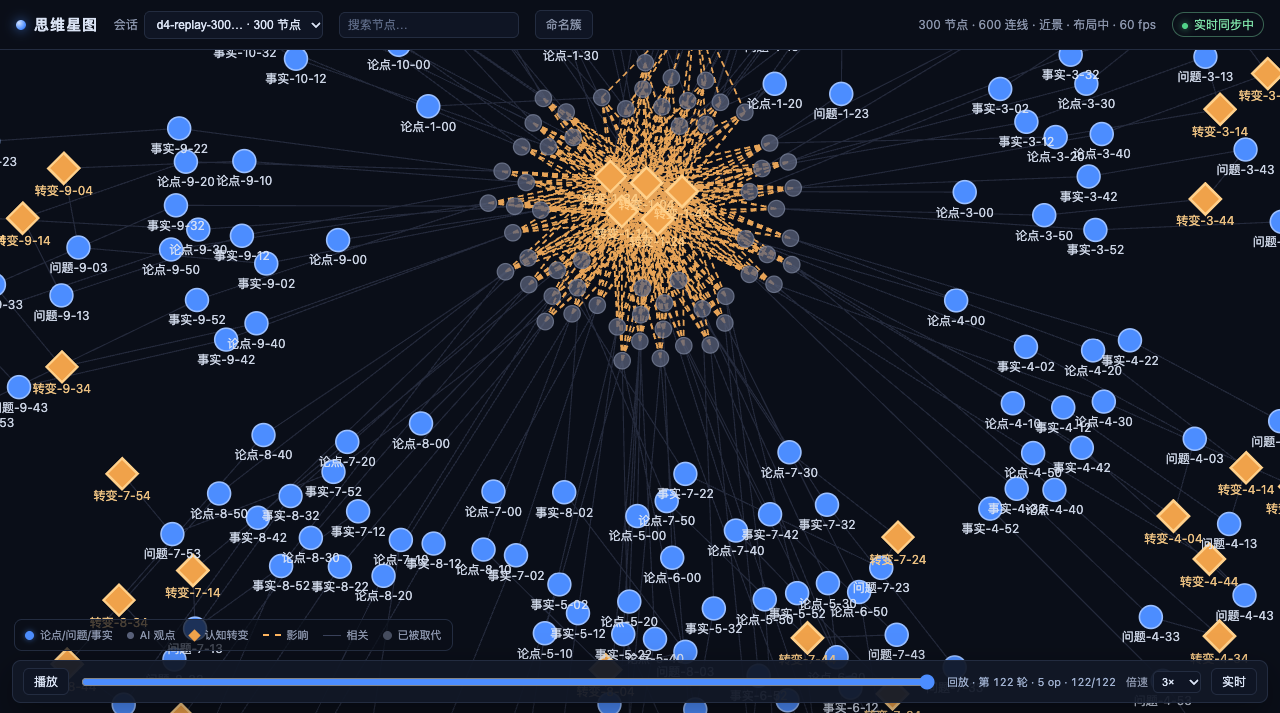 思维星图
会话
d4-replay-300… · 300 节点
搜索节点…
命名簇
300 节点 · 600 连线 · 近景 · 布局中 · 60 fps
实时同步中
事实-10-32
事实-10-12
论点-10-00
论点-1-00
论点-1-30
论点-1-20
问题-1-23
事实-3-32
论点-3-30
事实-3-02
事实-3-12
论点-3-20
论点-3-40
问题-3-13
转变-3-14
问题-3-43
事实-3-42
转变-3-44
论点-3-00
论点-3-50
事实-3-52
事实-9-22
论点-9-20
论点-9-10
转变-9-04
转变-9-14
事实-9-32
论点-9-30
事实-9-12
论点-9-50
事实-9-02
论点-9-00
问题-9-03
问题-9-13
事实-9-52
论点-9-40
事实-9-42
转变-9-34
问题-9-43
论点-4-00
事实-4-02
论点-4-20
事实-4-22
论点-4-10
事实-4-12
论点-4-30
论点-4-50
事实-4-42
论点-4-40
事实-4-52
问题-4-03
转变-4-14
转变-4-04
问题-4-13
转变-4-44
问题-4-43
问题-4-33
转变-4-34
论点-8-00
论点-8-40
论点-7-20
事实-7-52
论点-8-50
事实-8-32
事实-8-42
事实-7-12
论点-8-30
事实-8-12
事实-8-52
事实-8-22
论点-8-20
转变-7-54
问题-7-53
转变-7-14
转变-8-34
问题-7-13
论点-7-00
事实-8-02
论点-8-10
事实-7-02
论点-7-30
事实-7-22
论点-7-50
论点-5-00
论点-7-40
事实-7-42
事实-7-32
转变-7-24
问题-7-23
论点-6-00
事实-5-02
论点-5-20
事实-5-12
论点-5-10
事实-5-32
论点-5-50
事实-5-52
论点-5-30
论点-6-50
转变-7-44
问题-7-43
事实-6-12
论点/问题/事实
AI 观点
认知转变
影响
相关
已被取代
播放
回放 · 第 122 轮 · 5 op · 122/122
倍速
3×
实时